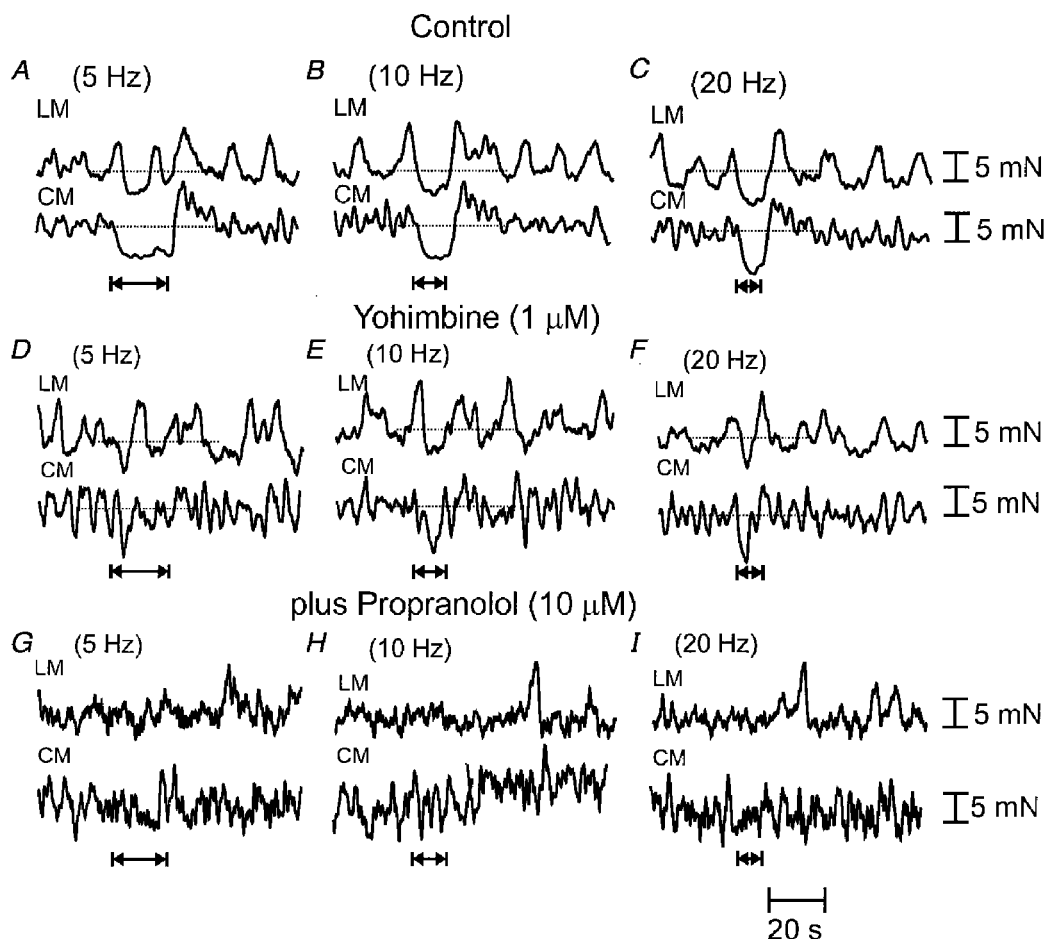 Control
A (5 Hz) B (10 Hz) C (20 Hz)
LM LM LM
5 mN
CM CM CM
5 mN
Yohimbine (1 μM)
D (5 Hz) E (10 Hz) F (20 Hz)
LM LM LM
5 mN
CM CM CM
5 mN
plus Propranolol (10 μM)
G (5 Hz) H (10 Hz) I (20 Hz)
LM LM LM
5 mN
CM CM CM
5 mN
20 s